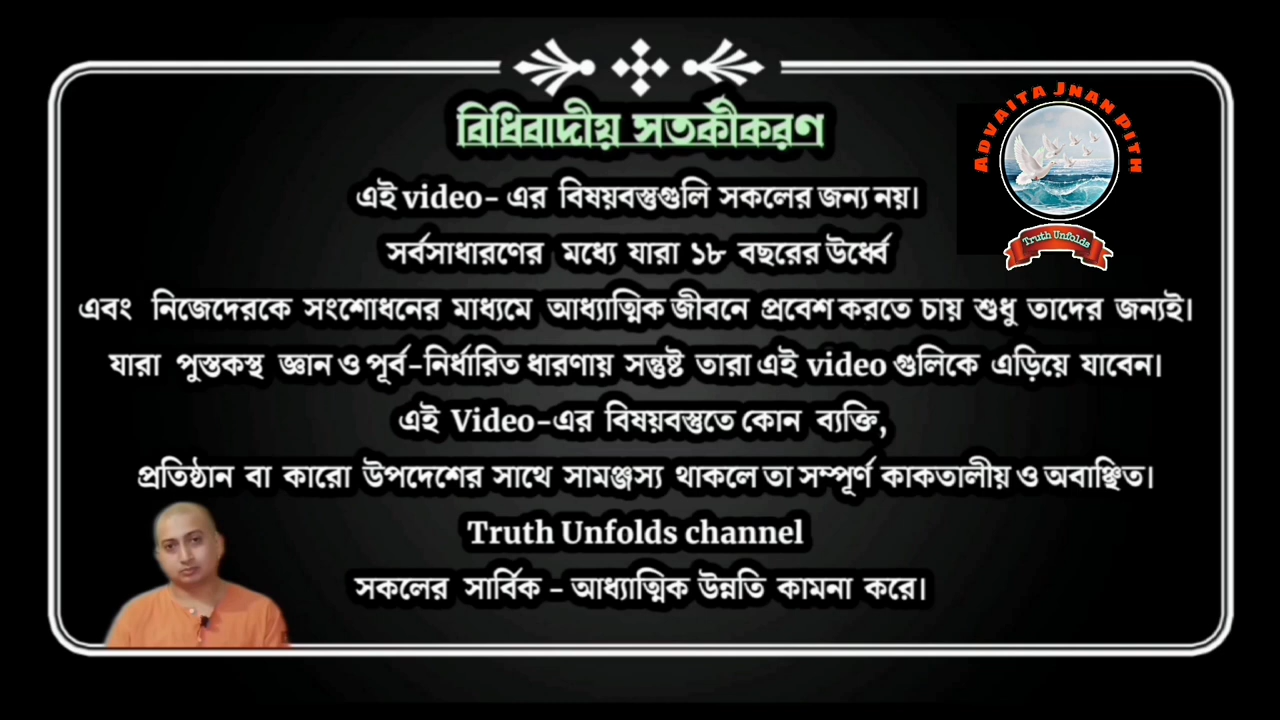 বিধিবাদীয় সতর্কীকরণ
ADVAITA JNAN PITH
Truth Unfolds
এই video- এর বিষয়বস্তুগুলি সকলের জন্য নয়।
সর্বসাধারণের মধ্যে যারা ১৮ বছরের উর্ধ্বে
এবং নিজেদেরকে সংশোধনের মাধ্যমে আধ্যাত্মিক জীবনে প্রবেশ করতে চায় শুধু তাদের জন্যই।
যারা পুস্তকস্থ জ্ঞান ও পূর্ব-নির্ধারিত ধারণায় সন্তুষ্ট তারা এই video গুলিকে এড়িয়ে যাবেন।
এই Video-এর বিষয়বস্তুতে কোন ব্যক্তি,
প্রতিষ্ঠান বা কারো উপদেশের সাথে সামঞ্জস্য থাকলে তা সম্পূর্ণ কাকতালীয় ও অবাঞ্ছিত।
Truth Unfolds channel
সকলের সার্বিক - আধ্যাত্মিক উন্নতি কামনা করে।